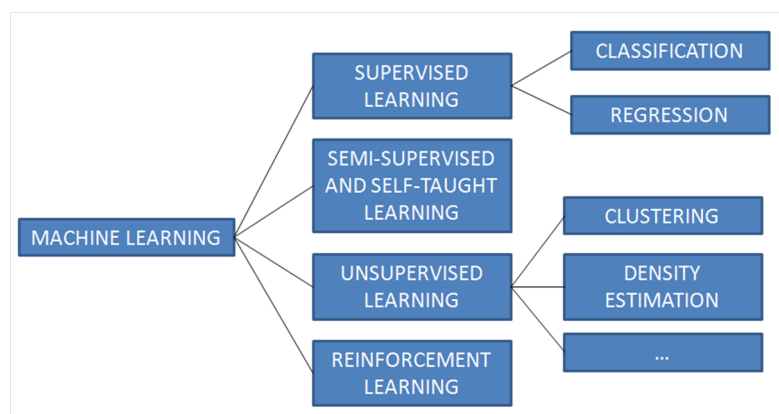 MACHINE LEARNING
SUPERVISED
LEARNING
SEMI-SUPERVISED
AND SELF-TAUGHT
LEARNING
UNSUPERVISED
LEARNING
REINFORCEMENT
LEARNING
CLASSIFICATION
REGRESSION
CLUSTERING
DENSITY
ESTIMATION
...